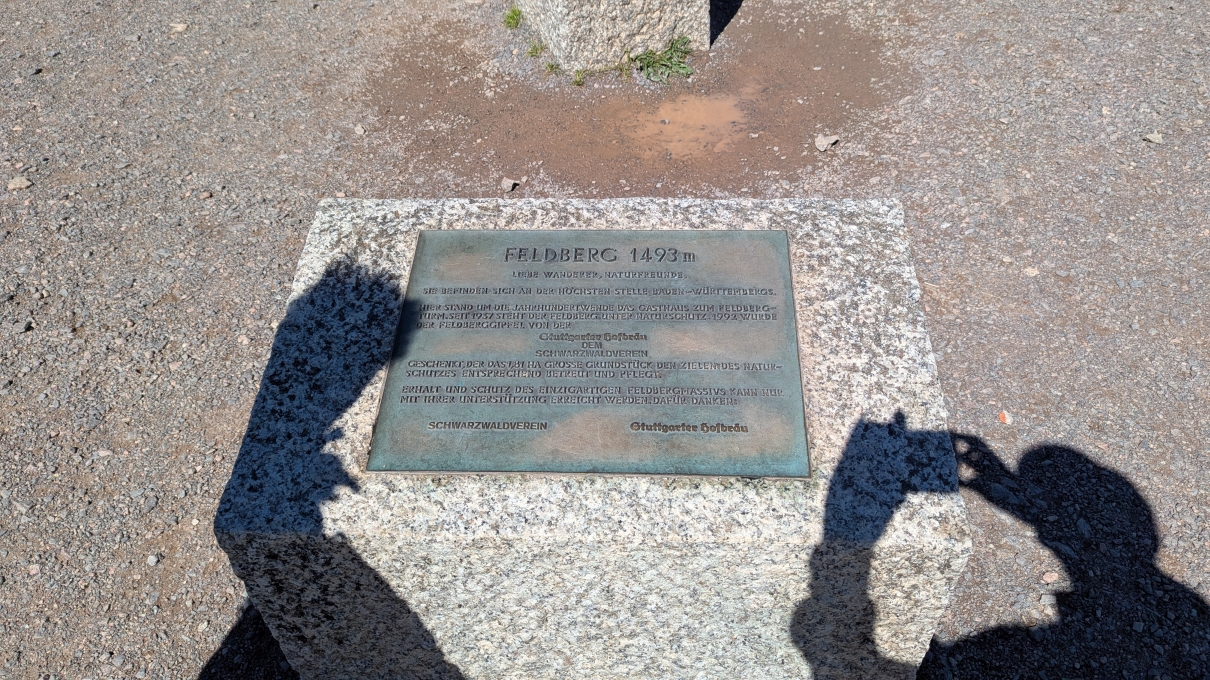 FELDBERG 1493 m
LIEBE WANDERER, NATURFREUNDE.
SIE BEFINDEN SICH AN DER HÖCHSTEN STELLE BADEN-WÜRTTEMBERGS.
HIER STAND UM DIE JAHRHUNDERTWENDE DAS GASTHAUS ZUM FELDBERG-
TURM. SEIT 1937 STEHT DER FELDBERG UNTER NATURSCHUTZ. 1992 WURDE
DER FELDBERGGIPFEL VON DER
Stuttgarter Hofbräu
DEM
SCHWARZWALDVEREIN
GESCHENKT, DER DAS 1,81 HA GROSSE GRUNDSTÜCK DEN ZIELEN DES NATUR-
SCHUTZES ENTSPRECHEND BETREUT UND PFLEGT.
ERHALT UND SCHUTZ DES EINZIGARTIGEN FELDBERGMASSIVS KANN NUR
MIT IHRER UNTERSTÜTZUNG ERREICHT WERDEN. DAFÜR DANKEN:
SCHWARZWALDVEREIN Stuttgarter Hofbräu